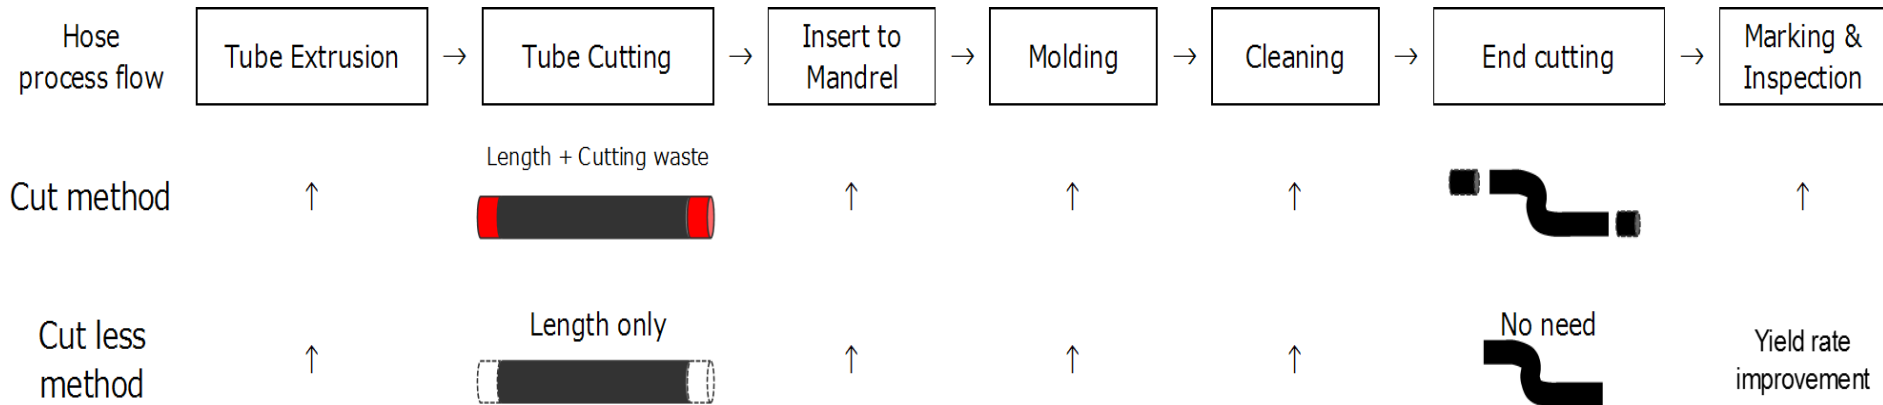 Hose
process flow
Tube Extrusion
→
Tube Cutting
→
Insert to
Mandrel
→
Molding
→
Cleaning
→
End cutting
→
Marking &
Inspection
Cut method
↑
Length + Cutting waste
↑
↑
↑
↑
Cut less
method
↑
Length only
↑
↑
↑
No need
Yield rate
improvement